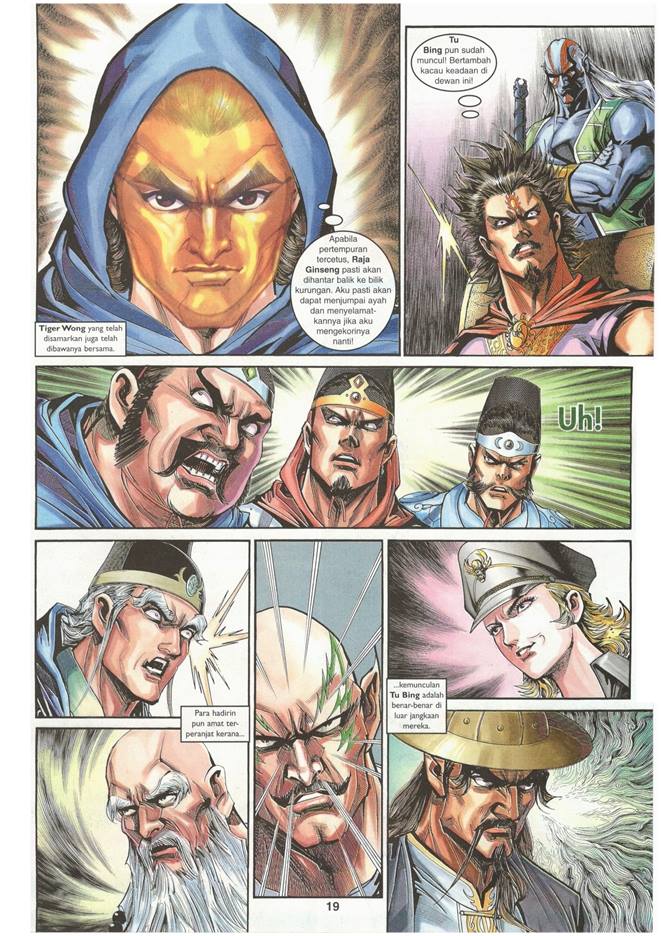 Apabila
pertempuran
tercetus, Raja
Ginseng pasti akan
dihantar balik ke bilik
kurungan. Aku pasti akan
dapat menjumpai ayah
dan menyelamat-
kannya jika aku
mengekorinya
nanti!
Tiger Wong yang telah
disamarkan juga telah
dibawanya bersama.
Tu
Bing pun sudah
muncul! Bertambah
kacau keadaan di
dewan ini!
Uh!
Para hadirin
pun amat ter-
peranjat kerana...
...kemunculan
Tu Bing adalah
benar-benar di
luar jangkaan
mereka.
19